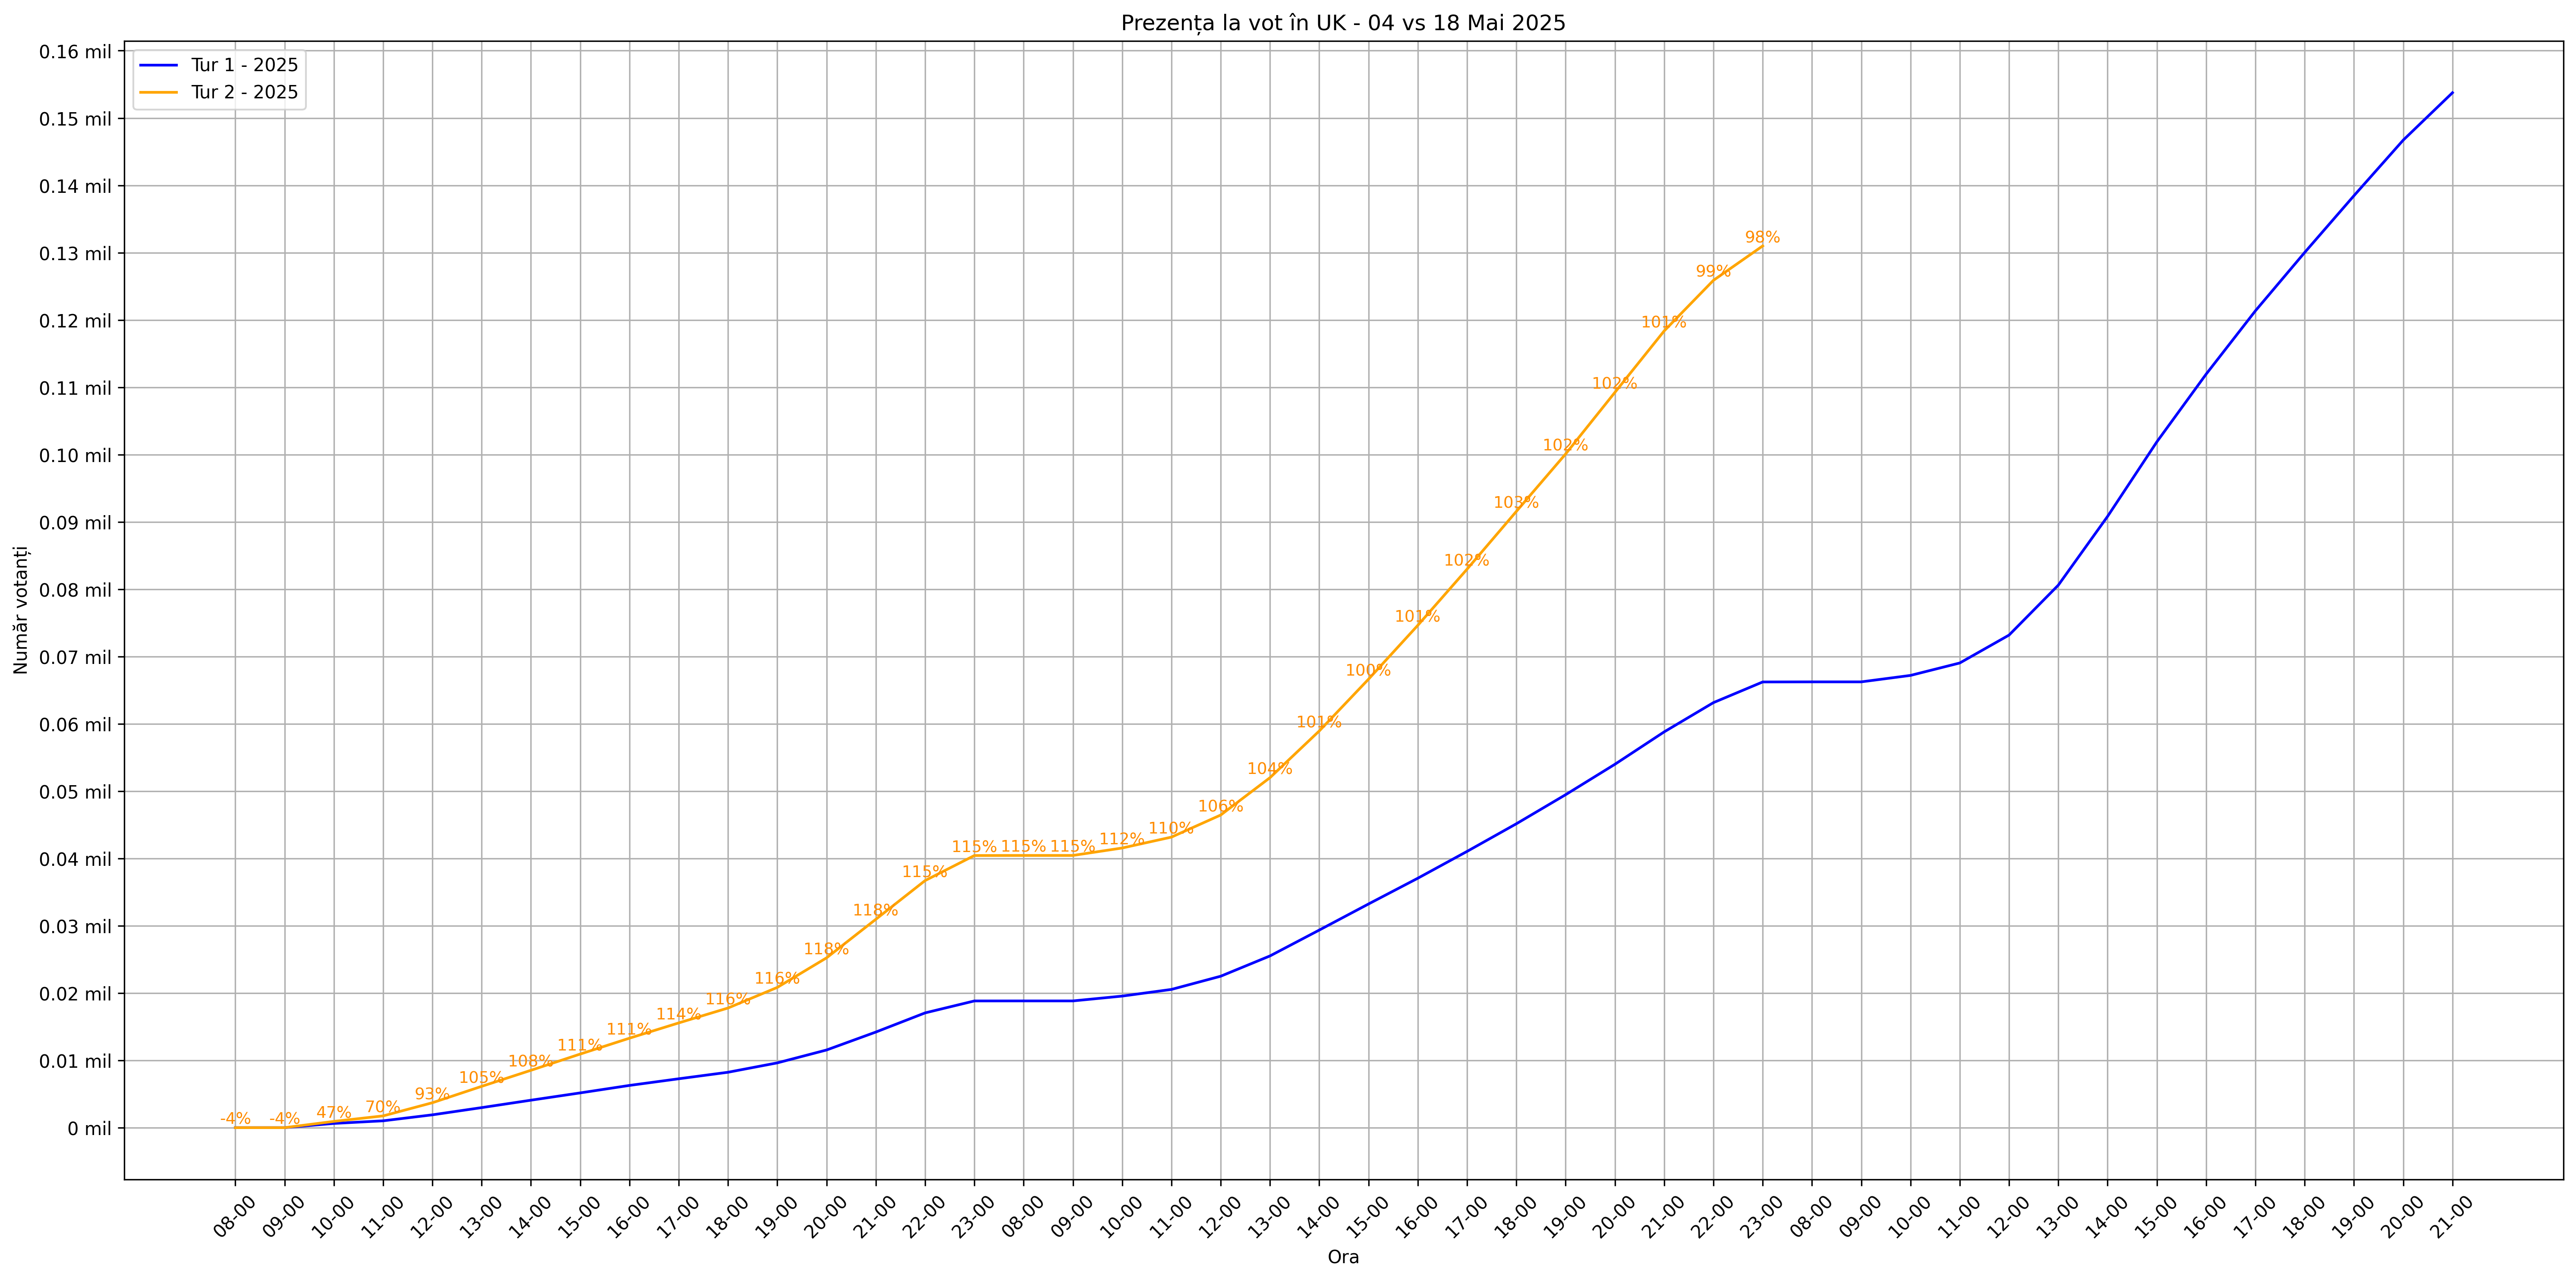 Prezența la vot în UK - 04 vs 18 Mai 2025
Tur 1 - 2025
Tur 2 - 2025
Număr votanți
0.16 mil
0.15 mil
0.14 mil
0.13 mil
0.12 mil
0.11 mil
0.10 mil
0.09 mil
0.08 mil
0.07 mil
0.06 mil
0.05 mil
0.04 mil
0.03 mil
0.02 mil
0.01 mil
0 mil
-4% -4% 47% 70% 93% 105% 108% 111% 111% 114% 116% 116% 118% 118% 115% 115% 115% 115% 112% 110% 106% 104% 101% 100% 101% 102% 103% 102% 102% 101% 99% 98%
08-00 09-00 10-00 11-00 12-00 13-00 14-00 15-00 16-00 17-00 18-00 19-00 20-00 21-00 22-00 23-00 08-00 09-00 10-00 11-00 12-00 13-00 14-00 15-00 16-00 17-00 18-00 19-00 20-00 21-00 22-00 23-00 08-00 09-00 10-00 11-00 12-00 13-00 14-00 15-00 16-00 17-00 18-00 19-00 20-00 21-00
Ora